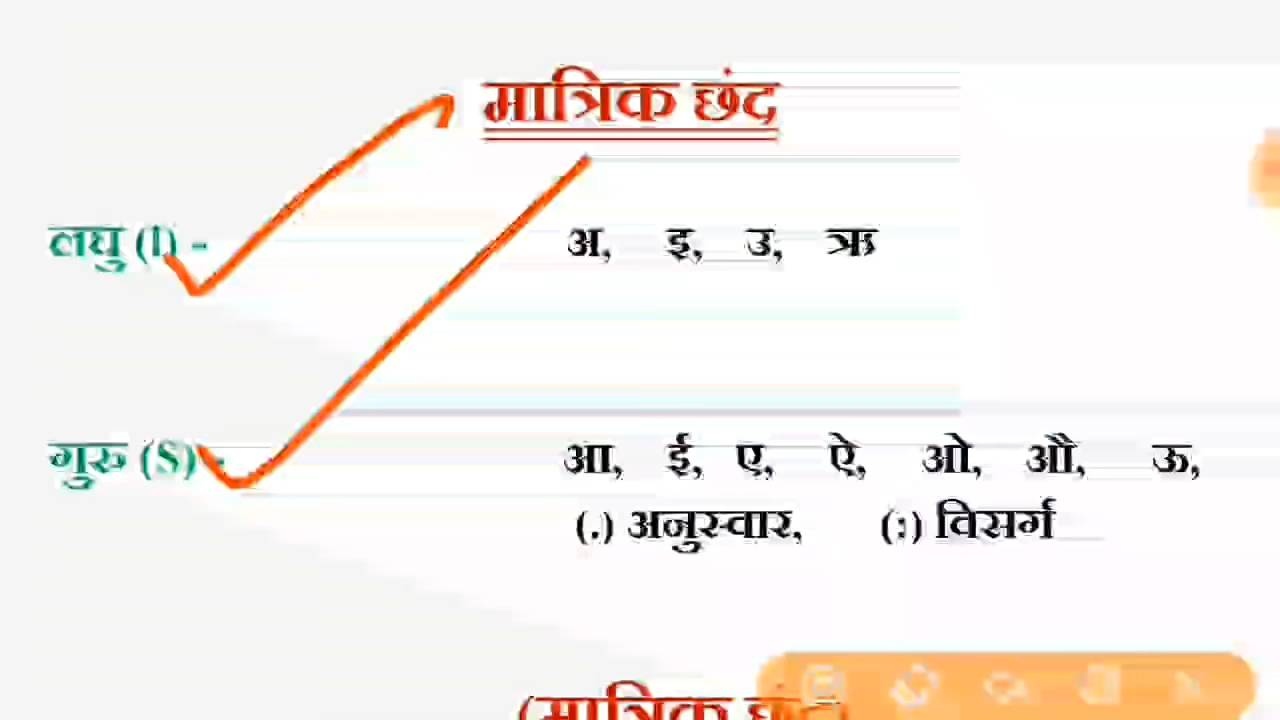 मात्रिक छंद
लघु (I) - अ, इ, उ, ऋ
गुरु (S) - आ, ई, ए, ऐ, ओ, औ, ऊ,
(.) अनुस्वार, (:) विसर्ग
(मात्रिक छंद)